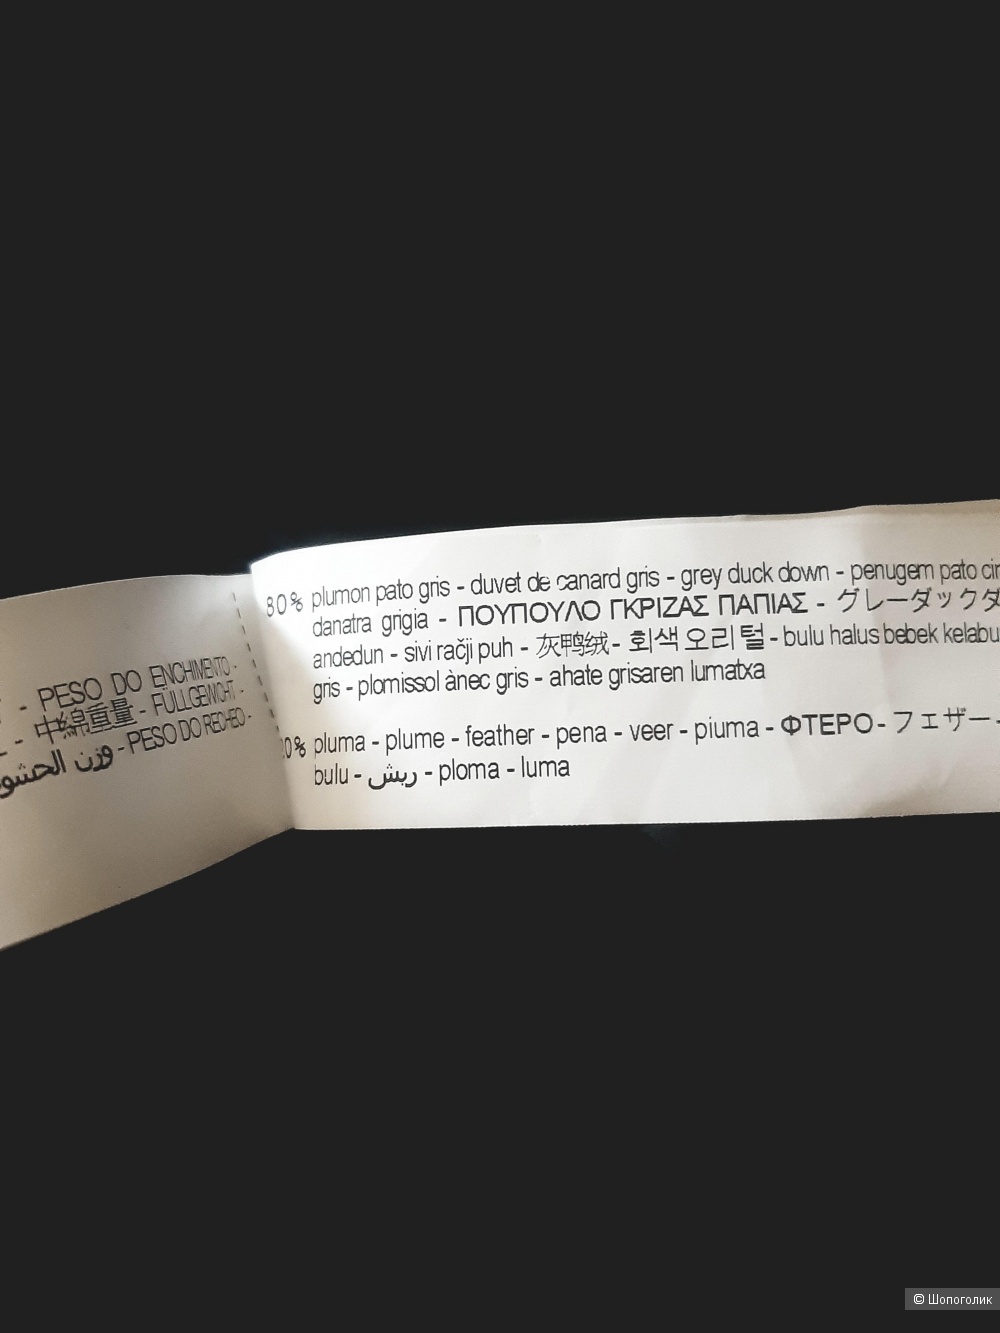 - PESO DO ENCHIMENTO -
- 中綿重量 - FÜLLGEWICHT -
وزن الحشو - PESO DO RECHEO -
80% plumon pato gris - duvet de canard gris - grey duck down - penugem pato
danatra grigia - ΠΟΥΠΟΥΛΟ ΓΚΡΙΖΑΣ ΠΑΠΙΑΣ - グレーダックダ
andedun - sivi račji puh - 灰鸭绒 - 회색 오리 털 - bulu halus bebek kelabu
gris - plomissol ànec gris - ahate grisaren lumatxa
20% pluma - plume - feather - pena - veer - piuma - ΦΤΕΡΟ - フェザー -
bulu - ريش - ploma - luma
© Шопоголик